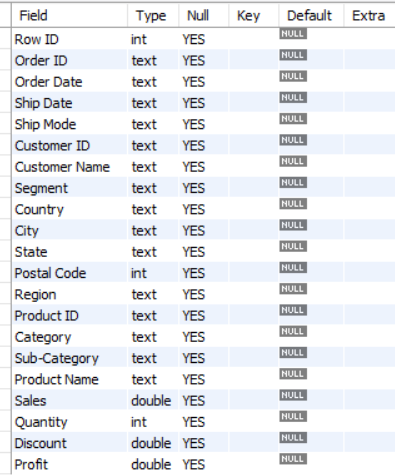 Field Type Null Key Default Extra
Row ID int YES NULL
Order ID text YES NULL
Order Date text YES NULL
Ship Date text YES NULL
Ship Mode text YES NULL
Customer ID text YES NULL
Customer Name text YES NULL
Segment text YES NULL
Country text YES NULL
City text YES NULL
State text YES NULL
Postal Code int YES NULL
Region text YES NULL
Product ID text YES NULL
Category text YES NULL
Sub-Category text YES NULL
Product Name text YES NULL
Sales double YES NULL
Quantity int YES NULL
Discount double YES NULL
Profit double YES NULL